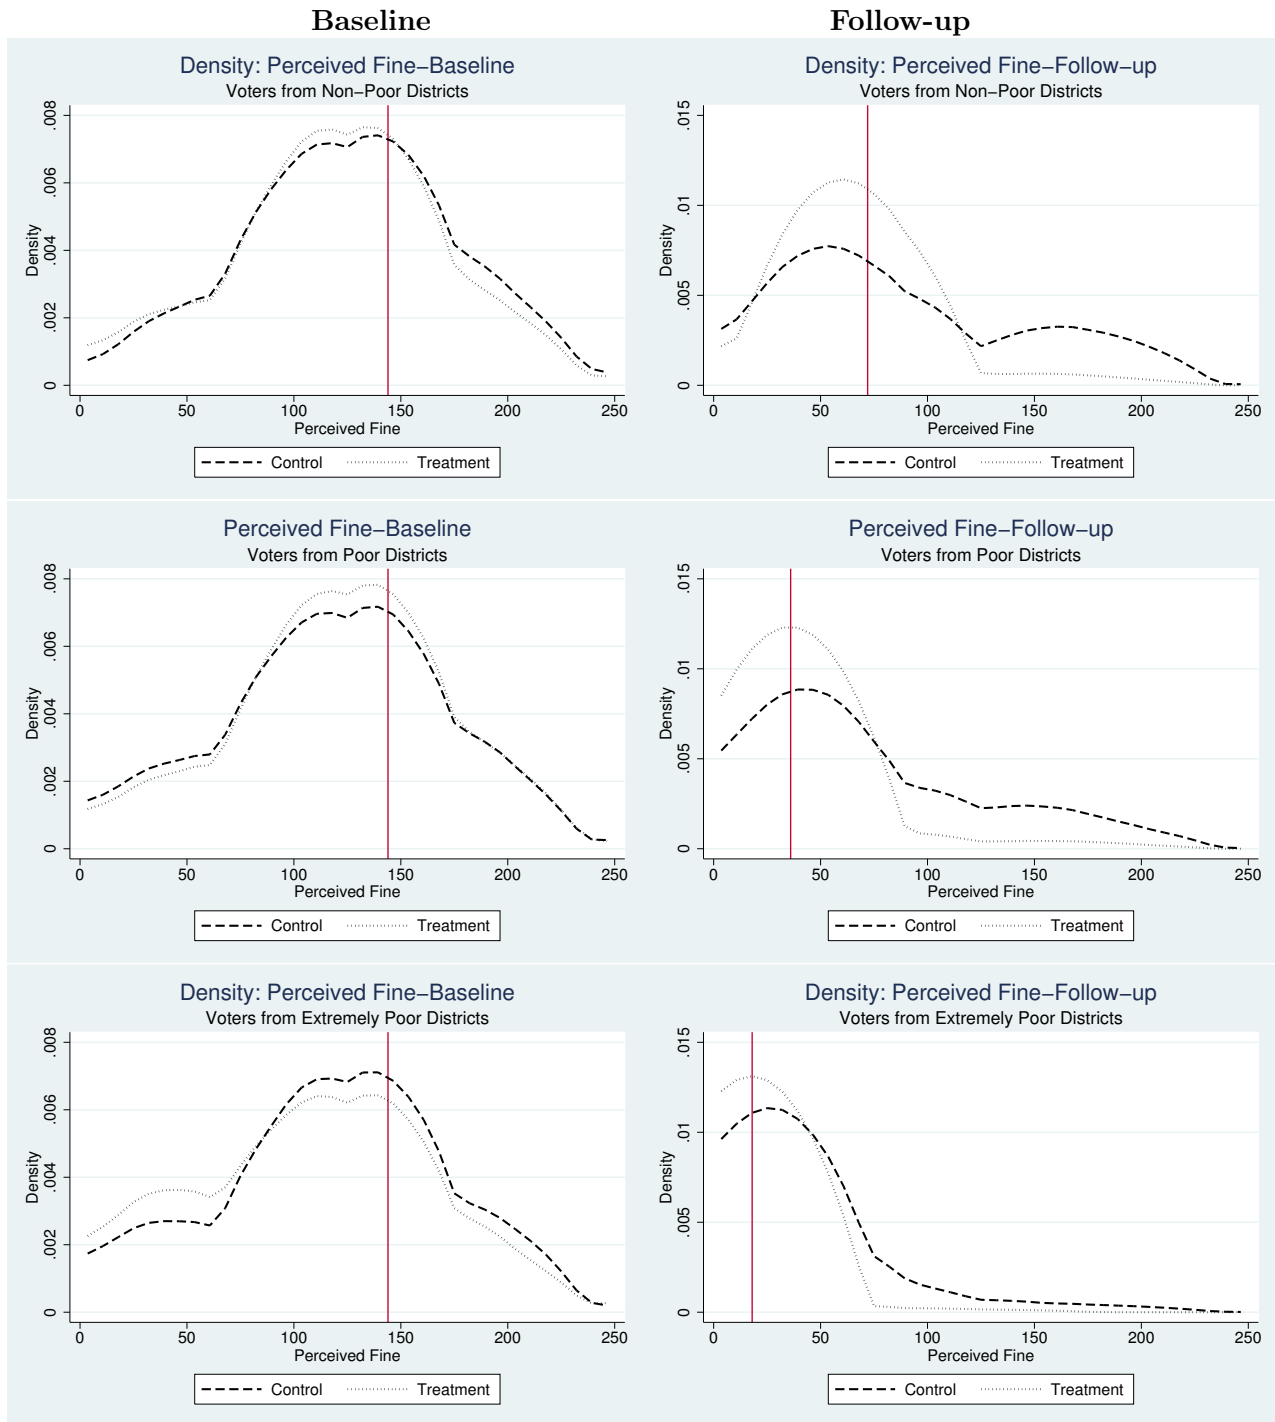 Baseline
Follow-up
Density: Perceived Fine−Baseline
Voters from Non−Poor Districts
Density
0 .002 .004 .006 .008
0 50 100 150 200 250
Perceived Fine
Control Treatment
Density: Perceived Fine−Follow−up
Voters from Non−Poor Districts
Density
0 .005 .01 .015
0 50 100 150 200 250
Perceived Fine
Control Treatment
Perceived Fine−Baseline
Voters from Poor Districts
Density
0 .002 .004 .006 .008
0 50 100 150 200 250
Perceived Fine
Control Treatment
Perceived Fine−Follow−up
Voters from Poor Districts
Density
0 .005 .01 .015
0 50 100 150 200 250
Perceived Fine
Control Treatment
Density: Perceived Fine−Baseline
Voters from Extremely Poor Districts
Density
0 .002 .004 .006 .008
0 50 100 150 200 250
Perceived Fine
Control Treatment
Density: Perceived Fine−Follow−up
Voters from Extremely Poor Districts
Density
0 .005 .01 .015
0 50 100 150 200 250
Perceived Fine
Control Treatment